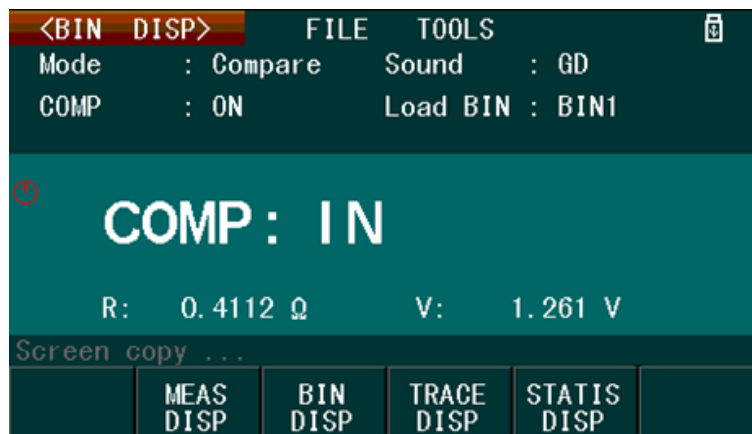 <BIN DISP> FILE TOOLS
Mode : Compare Sound : GD
COMP : ON Load BIN : BIN1
COMP: IN
R: 0.4112 Ω V: 1.261 V
Screen copy ...
MEAS BIN TRACE STATIS
DISP DISP DISP DISP